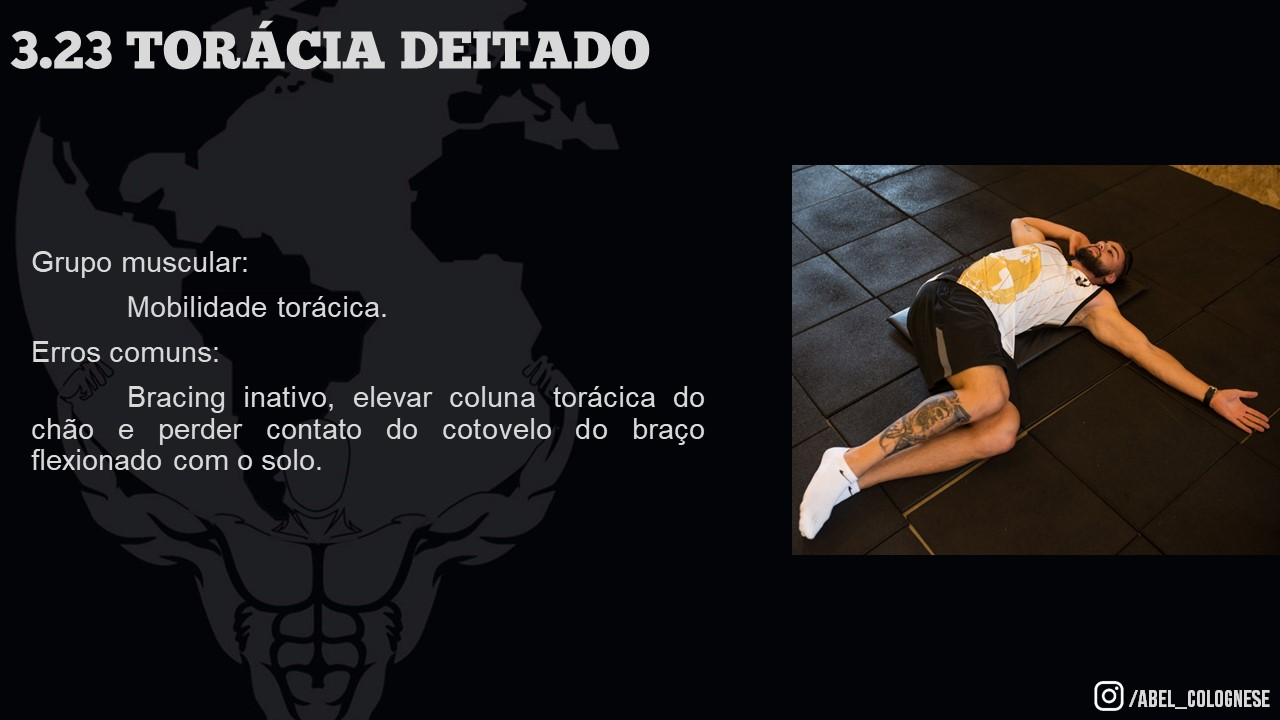 3.23 TORÁCIA DEITADO
Grupo muscular:
Mobilidade torácica.
Erros comuns:
Bracing inativo, elevar coluna torácica do
chão e perder contato do cotovelo do braço
flexionado com o solo.
/ABEL_COLOGNESE